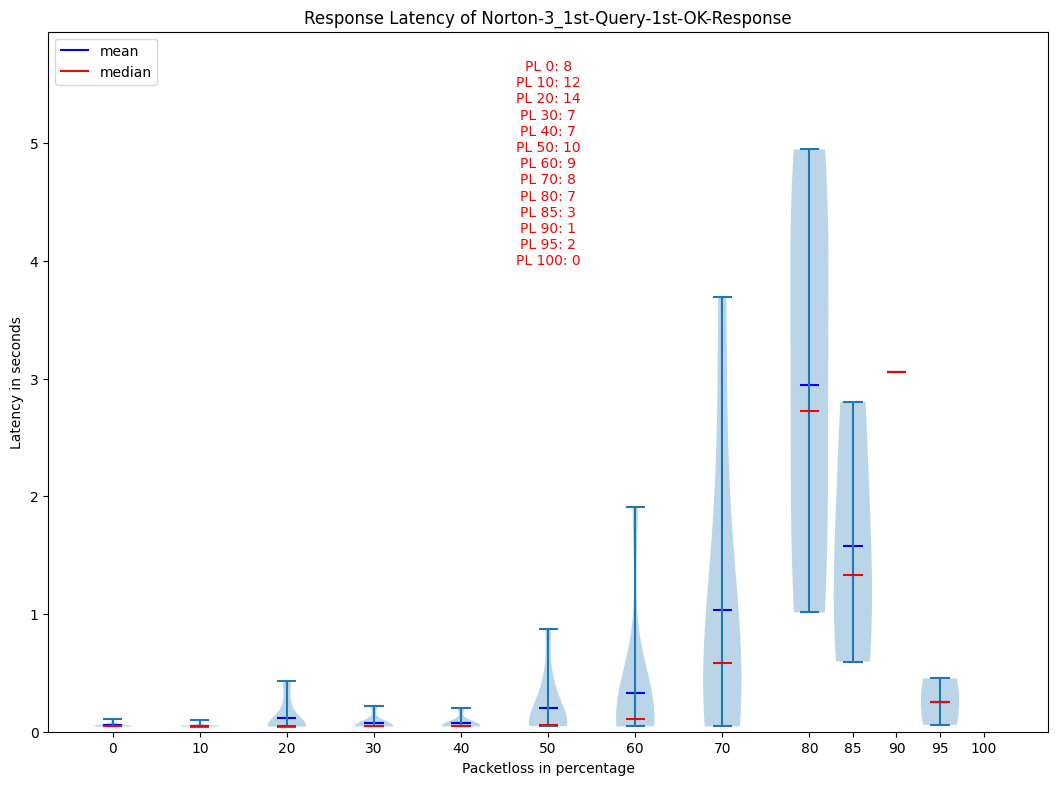 Response Latency of Norton-3_1st-Query-1st-OK-Response
mean
median
PL 0: 8
PL 10: 12
PL 20: 14
PL 30: 7
PL 40: 7
PL 50: 10
PL 60: 9
PL 70: 8
PL 80: 7
PL 85: 3
PL 90: 1
PL 95: 2
PL 100: 0
Latency in seconds
5
4
3
2
1
0
0 10 20 30 40 50 60 70 80 85 90 95 100
Packetloss in percentage